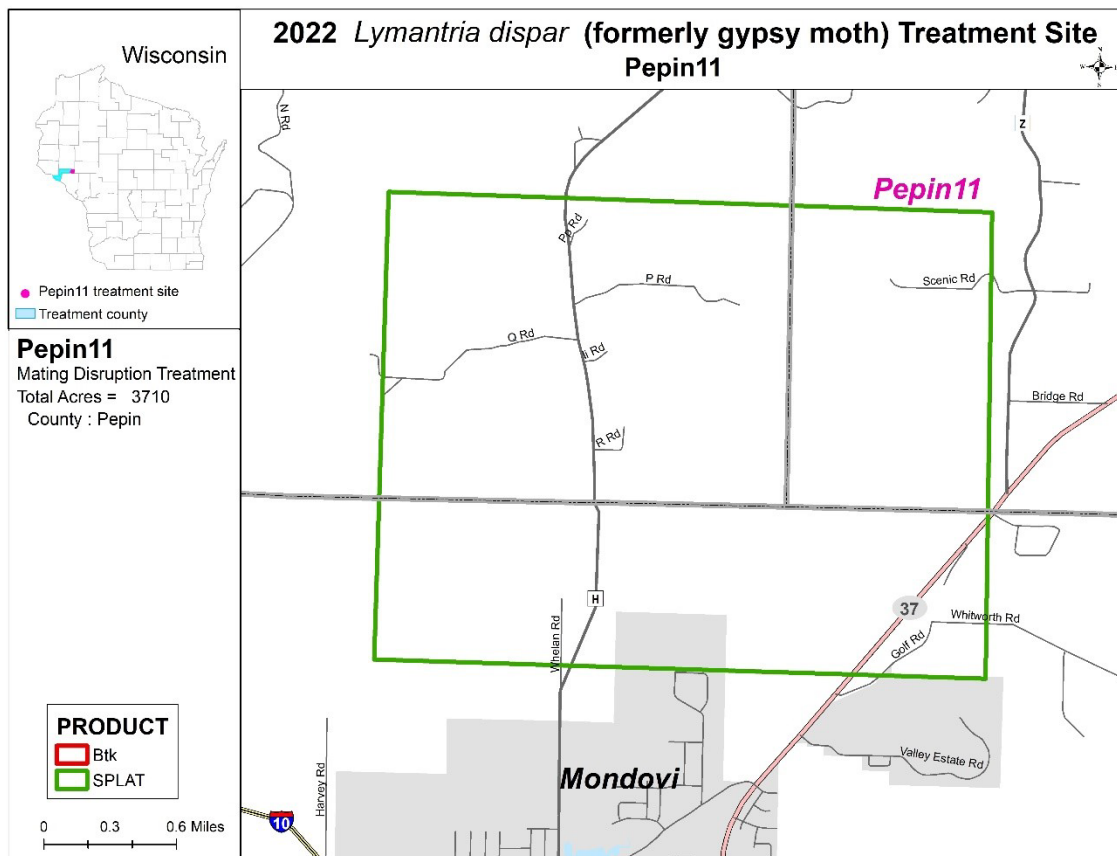 2022 Lymantria dispar (formerly gypsy moth) Treatment Site
Pepin11
N
W
S
Wisconsin
Pepin11 treatment site
Treatment county
Pepin11
Mating Disruption Treatment
Total Acres = 3710
County : Pepin
PRODUCT
Btk
SPLAT
0 0.3 0.6 Miles
N Rd
Z
Pepin11
Pp Rd
P Rd
Scenic Rd
Q Rd
Ii Rd
Bridge Rd
R Rd
H
37
Whitworth Rd
Golf Rd
Whelan Rd
Harvey Rd
Valley Estate Rd
Mondovi
10